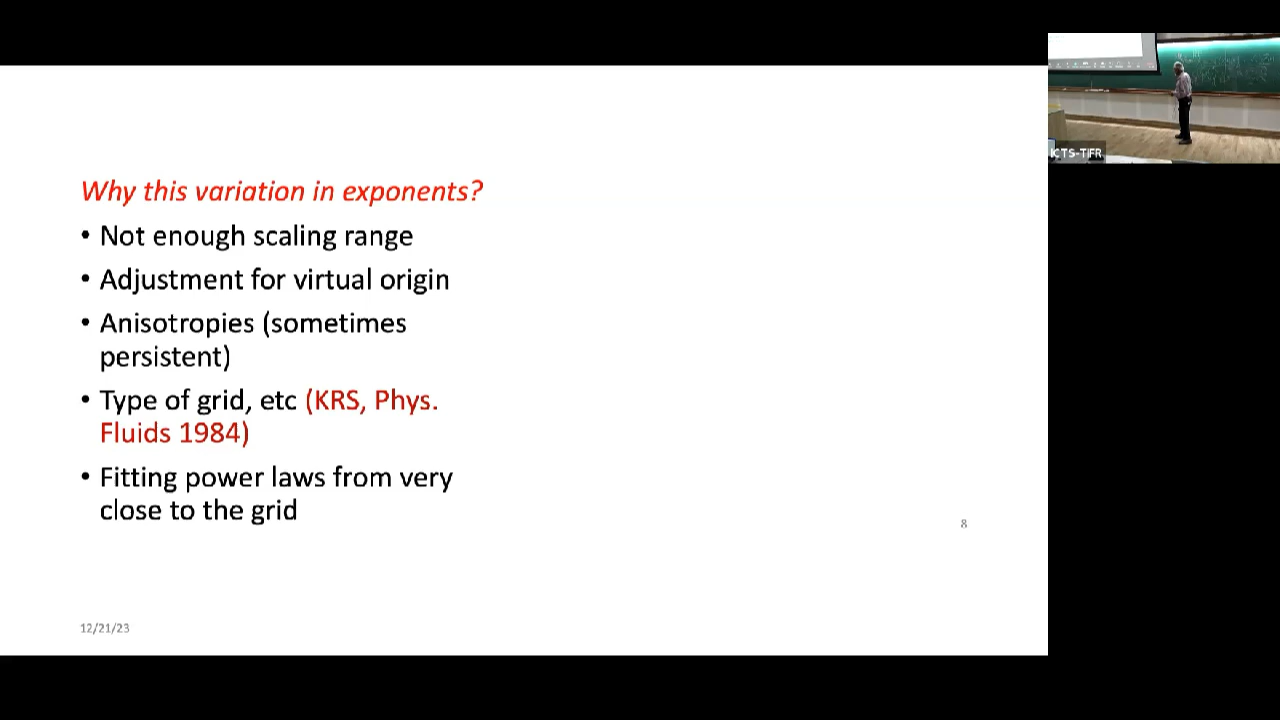 Why this variation in exponents?
• Not enough scaling range
• Adjustment for virtual origin
• Anisotropies (sometimes
persistent)
• Type of grid, etc (KRS, Phys.
Fluids 1984)
• Fitting power laws from very
close to the grid
8
12/21/23
ICTS-TIFR